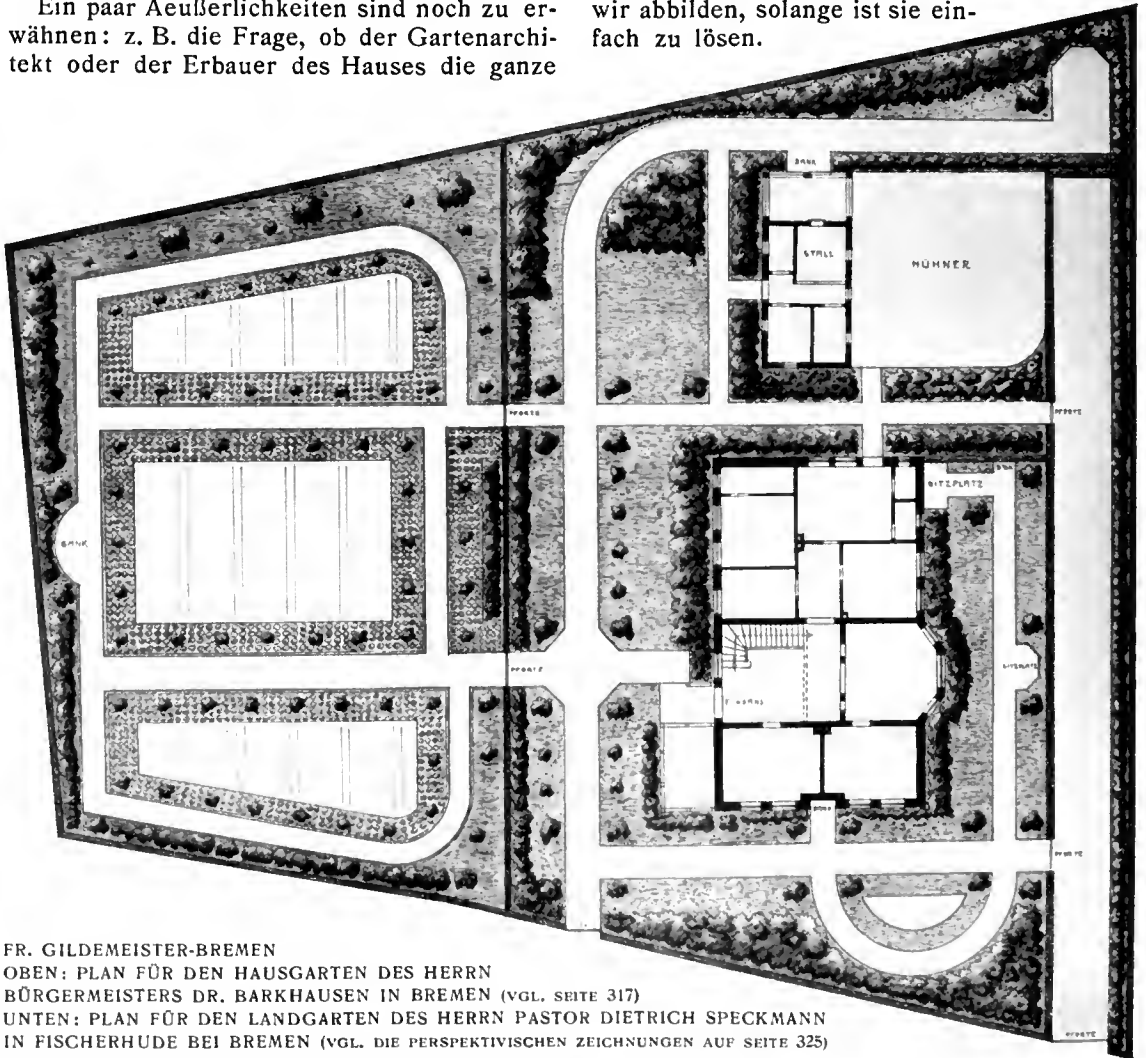 Ein paar Aeußerlichkeiten sind noch zu er-
wähnen: z. B. die Frage, ob der Gartenarchi-
tekt oder der Erbauer des Hauses die ganze
wir abbilden, solange ist sie ein-
fach zu lösen.
BANK
STALL
HÜHNER
PFORTE
PFORTE
SITZPLATZ
BANK
PFORTE
SITZPLATZ
PFORTE
PFORTE
FR. GILDEMEISTER-BREMEN
OBEN: PLAN FÜR DEN HAUSGARTEN DES HERRN
BÜRGERMEISTERS DR. BARKHAUSEN IN BREMEN (VGL. SEITE 317)
UNTEN: PLAN FÜR DEN LANDGARTEN DES HERRN PASTOR DIETRICH SPECKMANN
IN FISCHERHUDE BEI BREMEN (VGL. DIE PERSPEKTIVISCHEN ZEICHNUNGEN AUF SEITE 325)